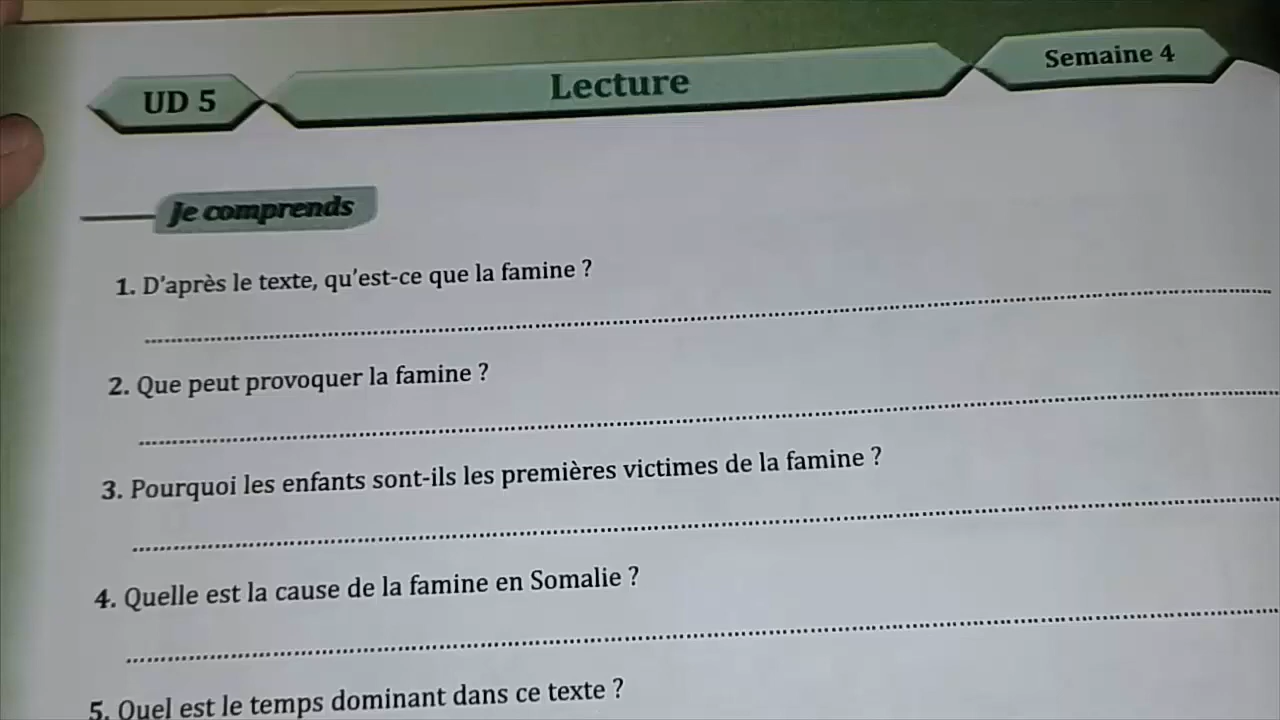 UD 5
Lecture
Semaine 4
Je comprends
1. D'après le texte, qu'est-ce que la famine ?
2. Que peut provoquer la famine ?
3. Pourquoi les enfants sont-ils les premières victimes de la famine ?
4. Quelle est la cause de la famine en Somalie ?
5. Quel est le temps dominant dans ce texte ?